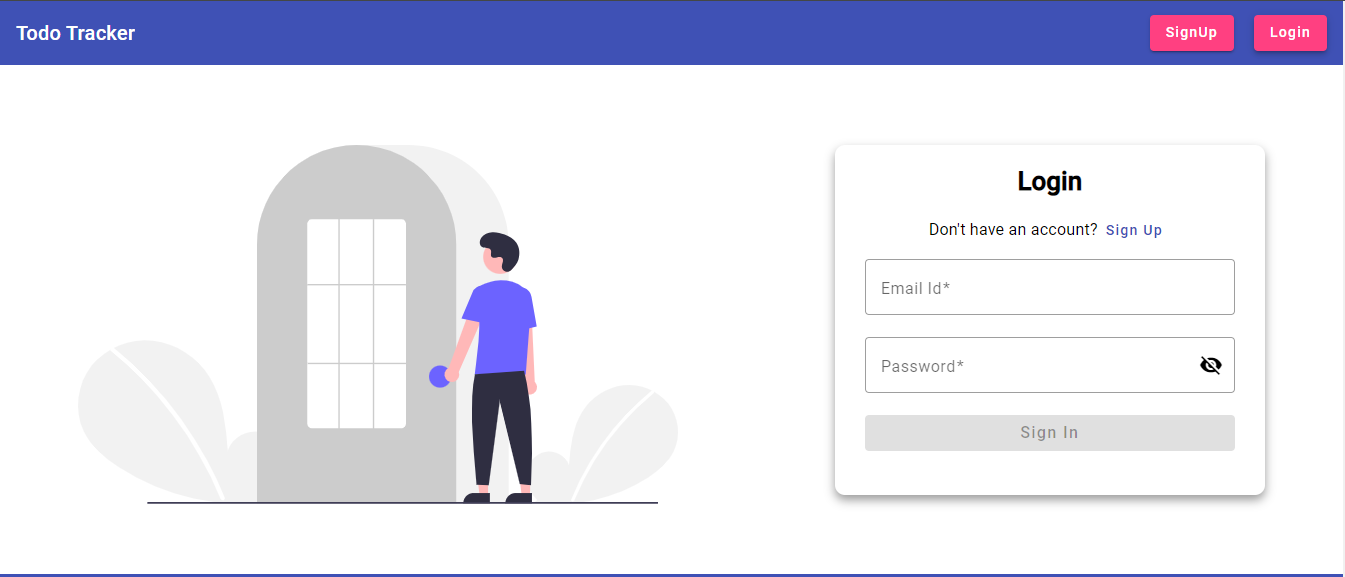 Todo Tracker
SignUp
Login
Login
Don't have an account? Sign Up
Email Id*
Password*
Sign In